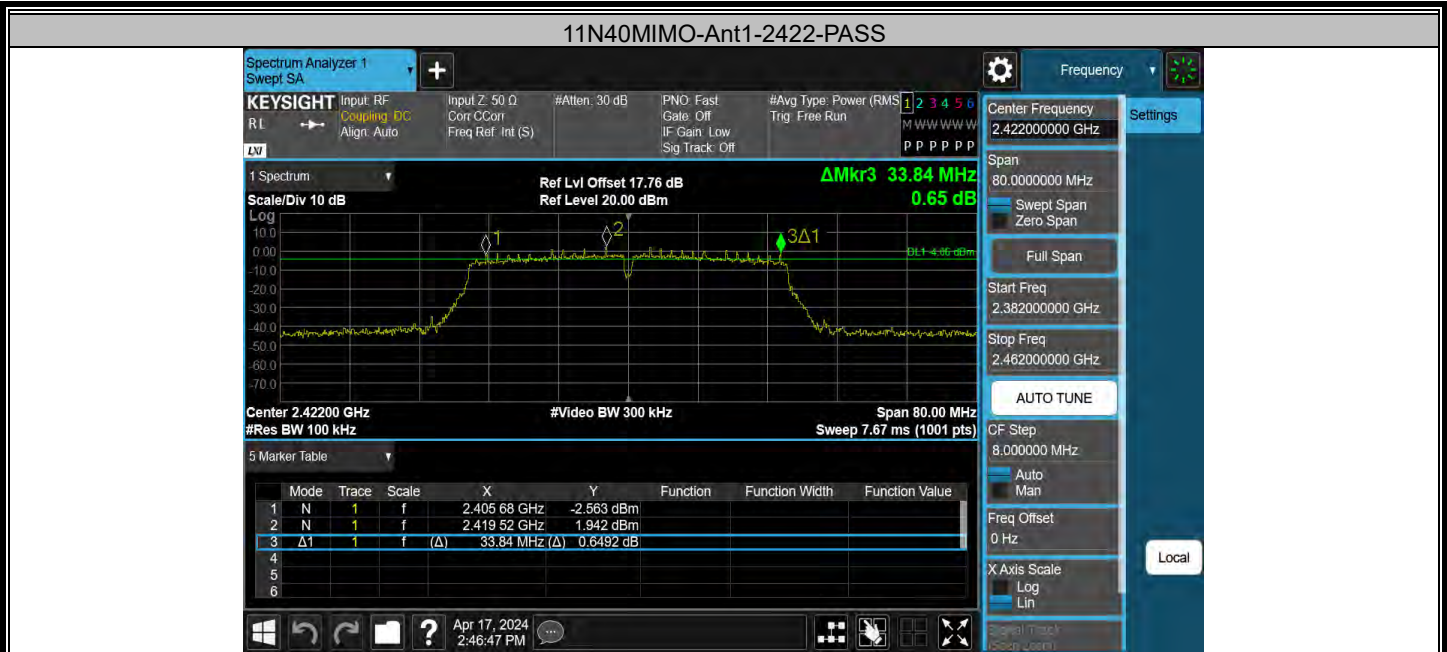 11N40MIMO-Ant1-2422-PASS
Spectrum Analyzer 1
Swept SA
+
Frequency
KEYSIGHT
RL
LXI
Input: RF
Coupling: DC
Align: Auto
Input Z: 50 Ω
Corr CCorr
Freq Ref: Int (S)
#Atten: 30 dB
PNO: Fast
Gate: Off
IF Gain: Low
Sig Track: Off
#Avg Type: Power (RMS
Trig: Free Run
1 2 3 4 5 6
M W W W W W
P P P P P P
1 Spectrum
Scale/Div 10 dB
Ref Lvl Offset 17.76 dB
Ref Level 20.00 dBm
ΔMkr3 33.84 MHz
0.65 dB
Log
10.0
0.00
-10.0
-20.0
-30.0
-40.0
-50.0
-60.0
-70.0
1
2
3Δ1
Center 2.42200 GHz
#Video BW 300 kHz
Span 80.00 MHz
#Res BW 100 kHz
Sweep 7.67 ms (1001 pts)
5 Marker Table
Mode Trace Scale X Y Function Function Width Function Value
1 N 1 f 2.405 68 GHz -2.563 dBm
2 N 1 f 2.419 52 GHz 1.942 dBm
3 Δ1 1 f (Δ) 33.84 MHz (Δ) 0.6492 dB
4
5
6
Apr 17, 2024
2:46:47 PM
Center Frequency
2.422000000 GHz
Settings
Span
80.0000000 MHz
Swept Span
Zero Span
Full Span
Start Freq
2.382000000 GHz
Stop Freq
2.462000000 GHz
AUTO TUNE
CF Step
8.000000 MHz
Auto
Man
Freq Offset
0 Hz
X Axis Scale
Log
Lin
Local
Signal Track
(Span Zoom)